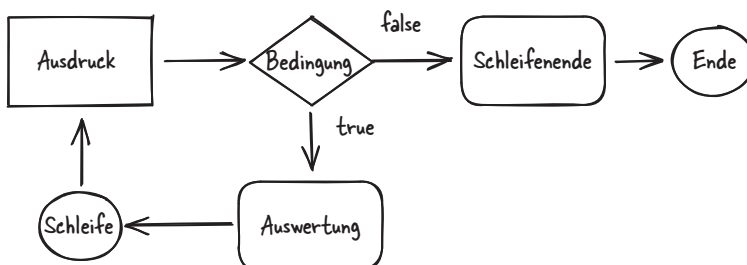 false
Ausdruck
Bedingung
Schleifenende
Ende
true
Schleife
Auswertung